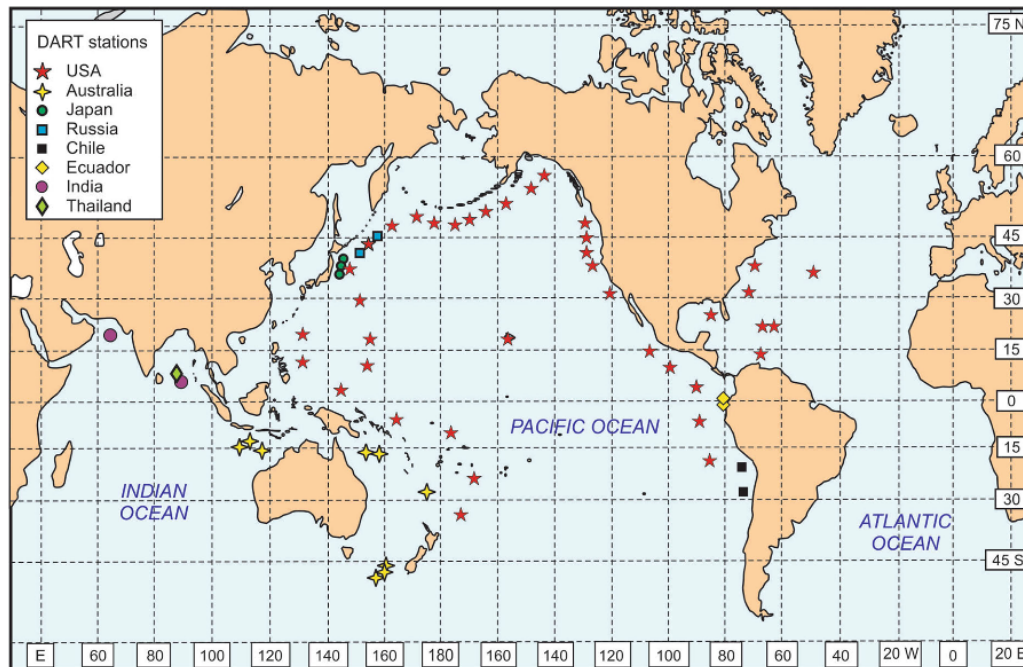 DART stations
USA
Australia
Japan
Russia
Chile
Ecuador
India
Thailand
75 N
60
45
30
15
0
15
30
45 S
PACIFIC OCEAN
INDIAN
OCEAN
ATLANTIC
OCEAN
E 60 80 100 120 140 160 180 160 140 120 100 80 60 40 20 W 0 20 E